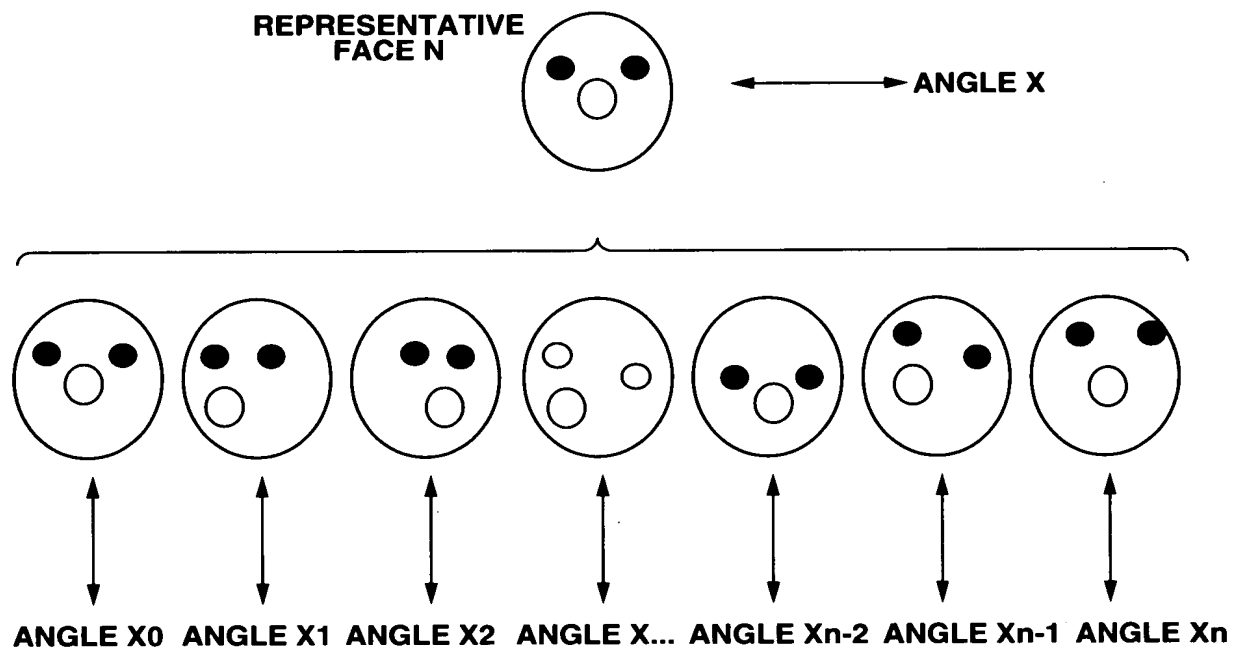 REPRESENTATIVE
FACE N
ANGLE X
ANGLE X0 ANGLE X1 ANGLE X2 ANGLE X... ANGLE Xn-2 ANGLE Xn-1 ANGLE Xn